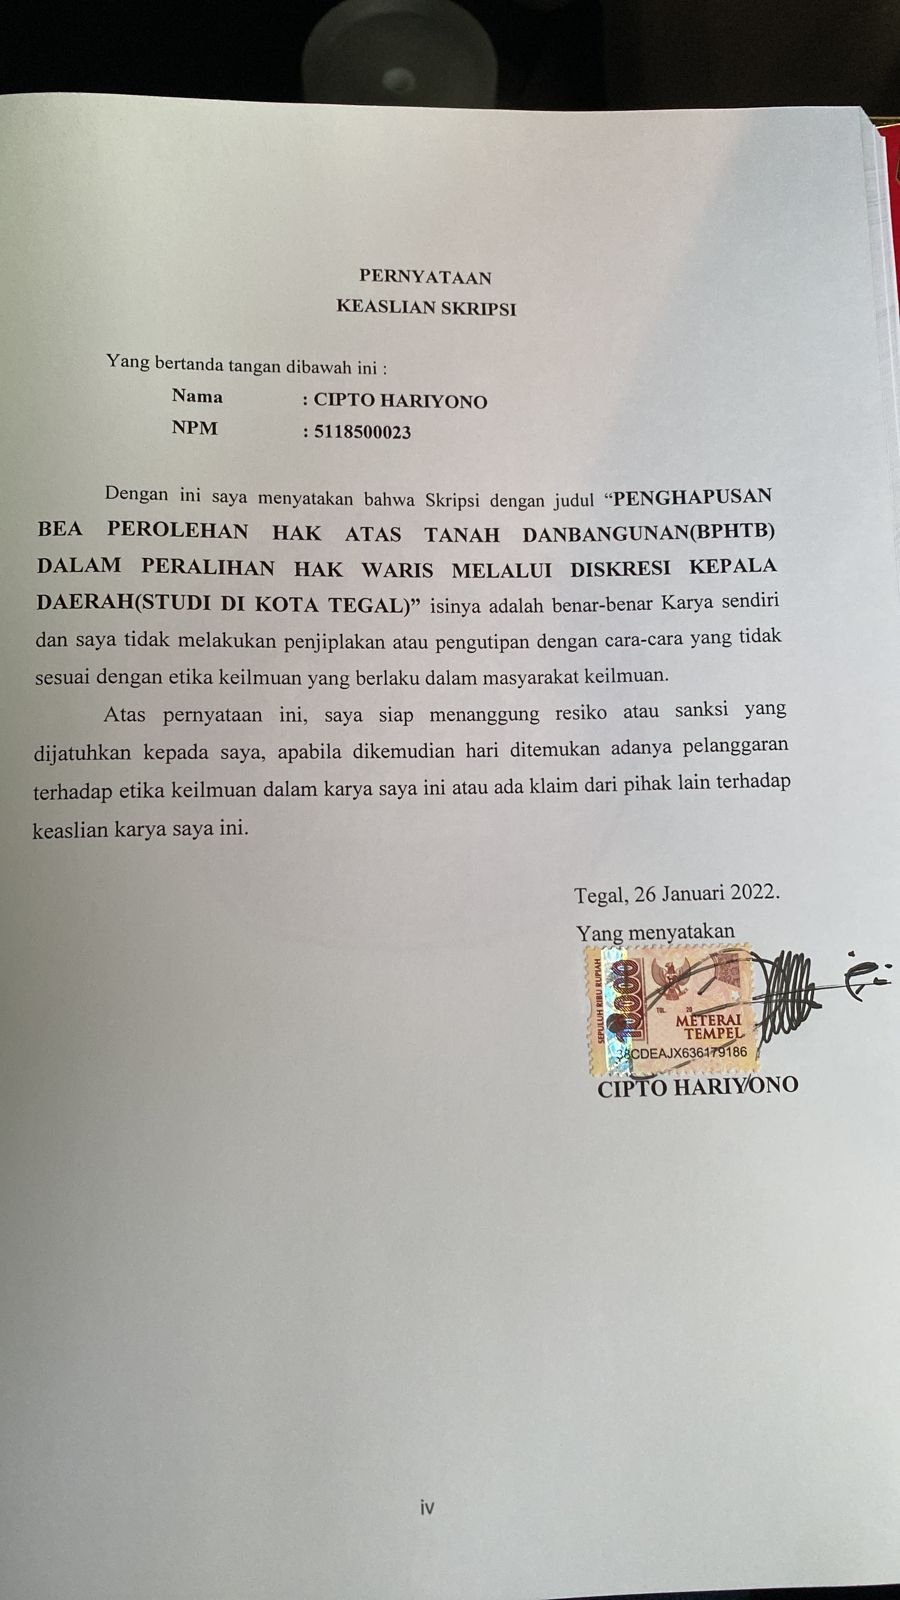 PERNYATAAN
KEASLIAN SKRIPSI
Yang bertanda tangan dibawah ini :
Nama : CIPTO HARIYONO
NPM : 5118500023
Dengan ini saya menyatakan bahwa Skripsi dengan judul “PENGHAPUSAN
BEA PEROLEHAN HAK ATAS TANAH DANBANGUNAN(BPHTB)
DALAM PERALIHAN HAK WARIS MELALUI DISKRESI KEPALA
DAERAH(STUDI DI KOTA TEGAL)” isinya adalah benar-benar Karya sendiri
dan saya tidak melakukan penjiplakan atau pengutipan dengan cara-cara yang tidak
sesuai dengan etika keilmuan yang berlaku dalam masyarakat keilmuan.
Atas pernyataan ini, saya siap menanggung resiko atau sanksi yang
dijatuhkan kepada saya, apabila dikemudian hari ditemukan adanya pelanggaran
terhadap etika keilmuan dalam karya saya ini atau ada klaim dari pihak lain terhadap
keaslian karya saya ini.
Tegal, 26 Januari 2022.
Yang menyatakan
SEPULUH RIBU RUPIAH
10000
TGL. 20
METERAI
TEMPEL
38CDEAJX636179186
CIPTO HARIYONO
iv